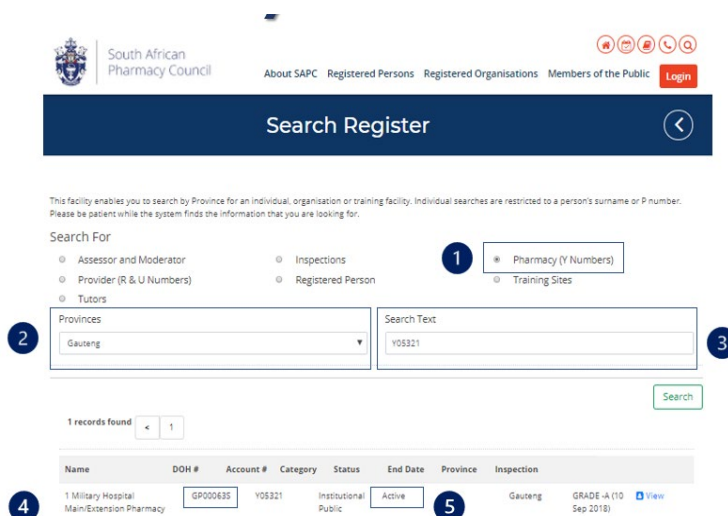 South African
Pharmacy Council
About SAPC Registered Persons Registered Organisations Members of the Public Login
Search Register
This facility enables you to search by Province for an individual, organisation or training facility. Individual searches are restricted to a person's surname or P number.
Please be patient while the system finds the information that you are looking for.
Search For
Assessor and Moderator Inspections 1 Pharmacy (Y Numbers)
Provider (R & U Numbers) Registered Person Training Sites
Tutors
Provinces Search Text
2 Gauteng Y05321 3
Search
1 records found < 1
Name DOH # Account # Category Status End Date Province Inspection
1 Military Hospital GP00063S Y05321 Institutional Active Gauteng GRADE -A (10 View
4 Main/Extension Pharmacy Public 5 Sep 2018)